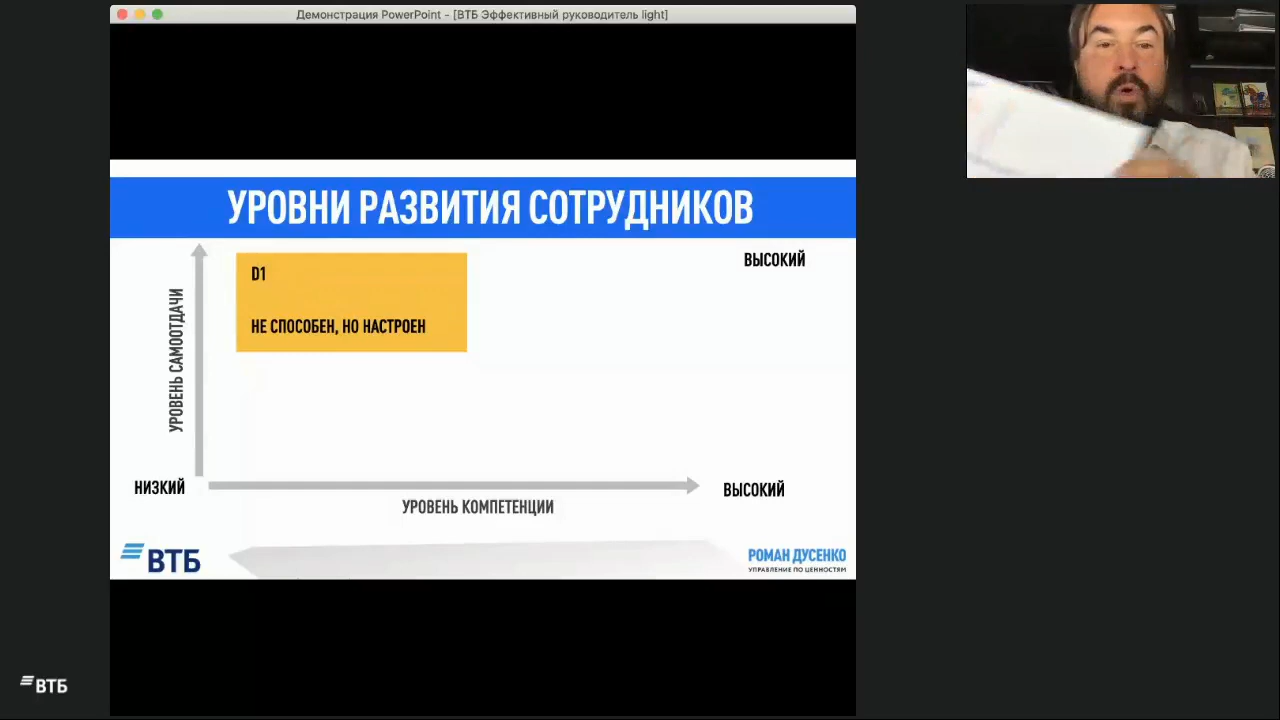 Демонстрация PowerPoint - [ВТБ Эффективный руководитель light]
УРОВНИ РАЗВИТИЯ СОТРУДНИКОВ
ВЫСОКИЙ
D1
НЕ СПОСОБЕН, НО НАСТРОЕН
УРОВЕНЬ САМООТДАЧИ
НИЗКИЙ
ВЫСОКИЙ
УРОВЕНЬ КОМПЕТЕНЦИИ
ВТБ
РОМАН ДУСЕНКО
УПРАВЛЕНИЕ ПО ЦЕННОСТЯМ
ВТБ